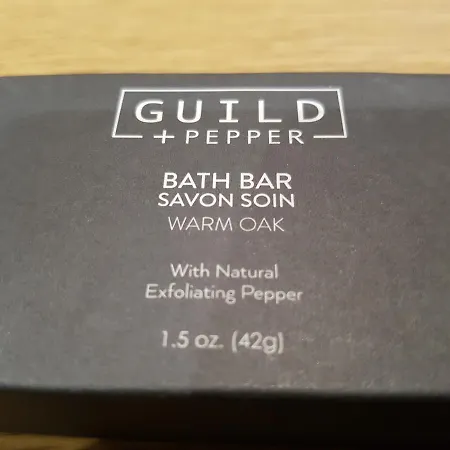 GUILD
+ PEPPER
BATH BAR
SAVON SOIN
WARM OAK
With Natural
Exfoliating Pepper
1.5 oz. (42g)